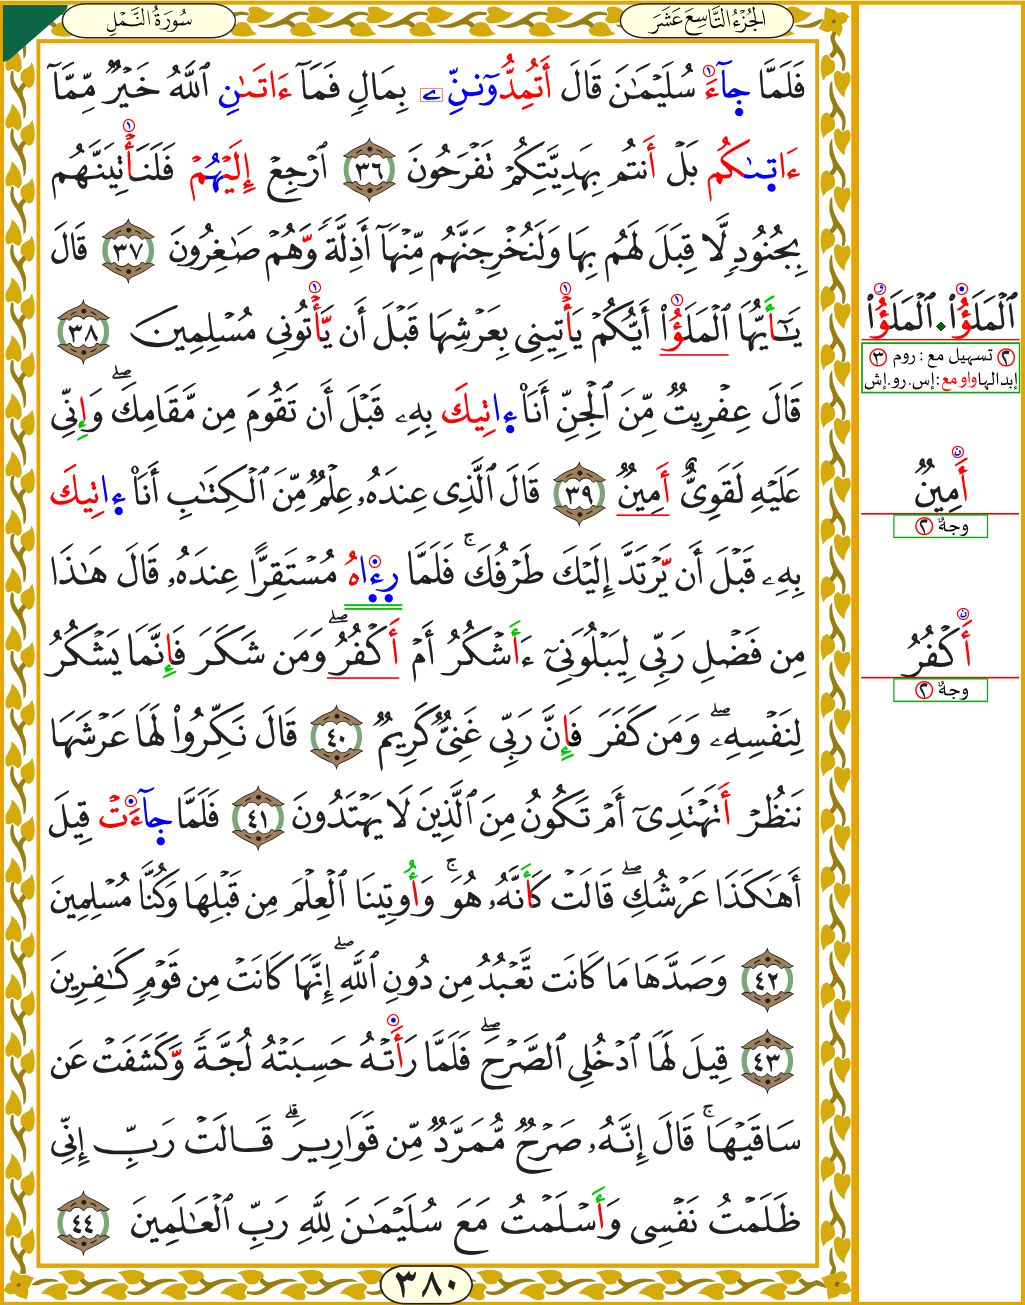 الجُزْءُ التَّاسِعَ عَشَرَ
سُورَةُ النَّمْلِ
فَلَمَّا جَآءَ سُلَيْمَٰنَ قَالَ أَتُمِدُّونَنِّے بِمَالٍ فَمَآ ءَاتَىٰنِ ٱللَّهُ خَيْرٌ مِّمَّآ
ءَاتَىٰكُم بَلْ أَنتُم بِهَدِيَّتِكُمْ تَفْرَحُونَ ٣٦ ٱرْجِعْ إِلَيْهُمْ فَلَنَأْتِيَنَّهُم
بِجُنُودٍ لَّا قِبَلَ لَهُم بِهَا وَلَنُخْرِجَنَّهُم مِّنْهَآ أَذِلَّةً وَّهُمْ صَٰغِرُونَ ٣٧ قَالَ
يَٰٓأَيُّهَا ٱلْمَلَؤُا۟ أَيُّكُمْ يَأْتِينِى بِعَرْشِهَا قَبْلَ أَن يَّأْتُونِى مُسْلِمِينَ ٣٨
قَالَ عِفْرِيتٌ مِّنَ ٱلْجِنِّ أَنَا۠ ءَاتِيكَ بِهِۦ قَبْلَ أَن تَقُومَ مِن مَّقَامِكَ ۖ وَإِنِّى
عَلَيْهِ لَقَوِىٌّ أَمِينٌ ٣٩ قَالَ ٱلَّذِى عِندَهُۥ عِلْمٌ مِّنَ ٱلْكِتَٰبِ أَنَا۠ ءَاتِيكَ
بِهِۦ قَبْلَ أَن يَّرْتَدَّ إِلَيْكَ طَرْفُكَ ۚ فَلَمَّا رِءَاهُ مُسْتَقِرًّا عِندَهُۥ قَالَ هَٰذَا
مِن فَضْلِ رَبِّى لِيَبْلُوَنِىٓ ءَأَشْكُرُ أَمْ أَكْفُرُ ۖ وَمَن شَكَرَ فَإِنَّمَا يَشْكُرُ
لِنَفْسِهِۦ ۖ وَمَن كَفَرَ فَإِنَّ رَبِّى غَنِىٌّ كَرِيمٌ ٤٠ قَالَ نَكِّرُوا۟ لَهَا عَرْشَهَا
نَنظُرْ أَتَهْتَدِىٓ أَمْ تَكُونُ مِنَ ٱلَّذِينَ لَا يَهْتَدُونَ ٤١ فَلَمَّا جَآءَتْ قِيلَ
أَهَٰكَذَا عَرْشُكِ ۖ قَالَتْ كَأَنَّهُۥ هُوَ ۚ وَأُوتِينَا ٱلْعِلْمَ مِن قَبْلِهَا وَكُنَّا مُسْلِمِينَ
٤٢ وَصَدَّهَا مَا كَانَت تَّعْبُدُ مِن دُونِ ٱللَّهِ ۖ إِنَّهَا كَانَتْ مِن قَوْمٍ كَٰفِرِينَ
٤٣ قِيلَ لَهَا ٱدْخُلِى ٱلصَّرْحَ ۖ فَلَمَّا رَأَتْهُ حَسِبَتْهُ لُجَّةً وَّكَشَفَتْ عَن
سَاقَيْهَا ۚ قَالَ إِنَّهُۥ صَرْحٌ مُّمَرَّدٌ مِّن قَوَارِيرَ ۗ قَالَتْ رَبِّ إِنِّى
ظَلَمْتُ نَفْسِى وَأَسْلَمْتُ مَعَ سُلَيْمَٰنَ لِلَّهِ رَبِّ ٱلْعَٰلَمِينَ ٤٤
٣٨٠
ٱلْمَلَؤُا۟ . ٱلْمَلَؤُا۟
٢ تسهيل مع : روم ٣
إبدالها واو مع : إس . رو . إش
أَمِينٌ
وجهٌ ٢
أَكْفُرُ
وجهٌ ٢